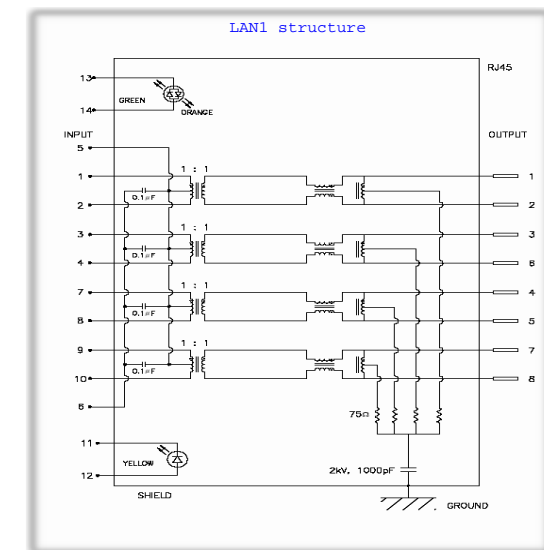 LAN1 structure
RJ45
13
GREEN
14
ORANGE
INPUT
OUTPUT
5
1 : 1
1
1
0.1µF
2
2
1 : 1
3
3
0.1µF
4
6
1 : 1
7
4
0.1µF
8
5
1 : 1
9
7
0.1µF
10
8
6
75Ω
11
YELLOW
12
2kV, 1000pF
SHIELD
GROUND